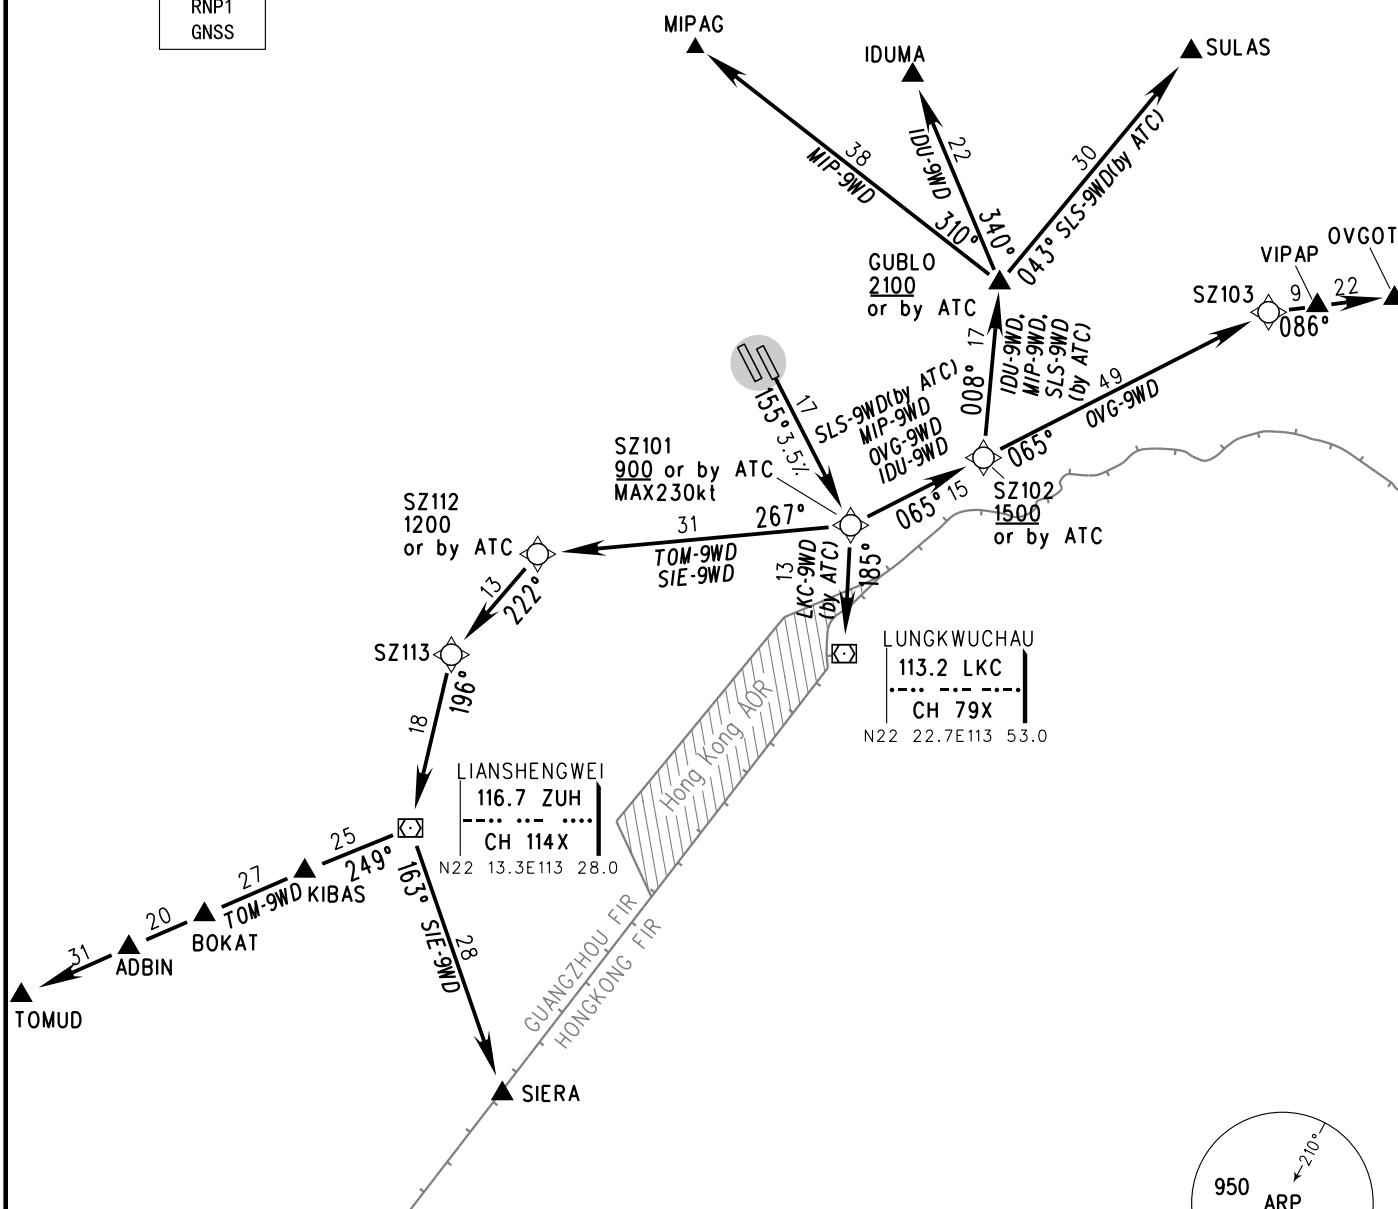 RNP1
GNSS
MIPAG
IDUMA
SULAS
38
MIP-9WD
22
IDU-9WD
30
SLS-9WD(by ATC)
310°
340°
043°
GUBLO
2100
or by ATC
VIPAP
OVGOT
SZ103
9
22
086°
17
008°
IDU-9WD,
MIP-9WD,
SLS-9WD
(by ATC)
49
OVG-9WD
065°
17
155°
3.5%
SLS-9WD(by ATC)
MIP-9WD
OVG-9WD
IDU-9WD
SZ101
900 or by ATC
MAX230kt
065°
15
SZ102
1500
or by ATC
SZ112
1200
or by ATC
31
267°
TOM-9WD
SIE-9WD
13
LKC-9WD
(by ATC)
185°
13
222°
SZ113
196°
18
LUNGKWUCHAU
113.2 LKC
CH 79X
N22 22.7E113 53.0
Hong Kong AOR
LIANSHENGWEI
116.7 ZUH
CH 114X
N22 13.3E113 28.0
25
249°
27
TOM-9WD
KIBAS
20
BOKAT
31
ADBIN
TOMUD
163°
SIE-9WD
28
GUANGZHOU FIR
HONGKONG FIR
SIERA
210°
950
ARP